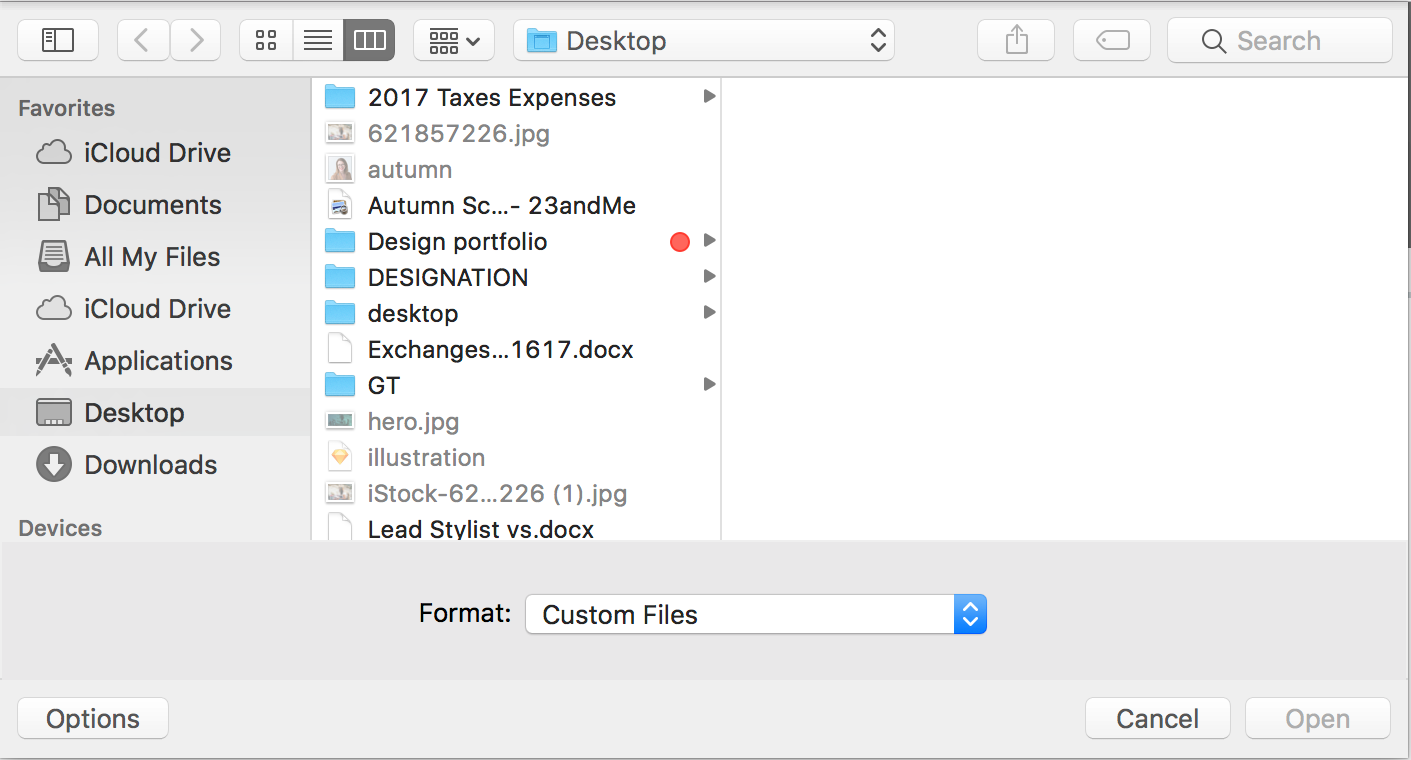 Desktop
Search
Favorites
iCloud Drive
Documents
All My Files
iCloud Drive
Applications
Desktop
Downloads
Devices
2017 Taxes Expenses
621857226.jpg
autumn
Autumn Sc...- 23andMe
Design portfolio
DESIGNATION
desktop
Exchanges...1617.docx
GT
hero.jpg
illustration
iStock-62...226 (1).jpg
Lead Stylist vs.docx
Format: Custom Files
Options
Cancel
Open